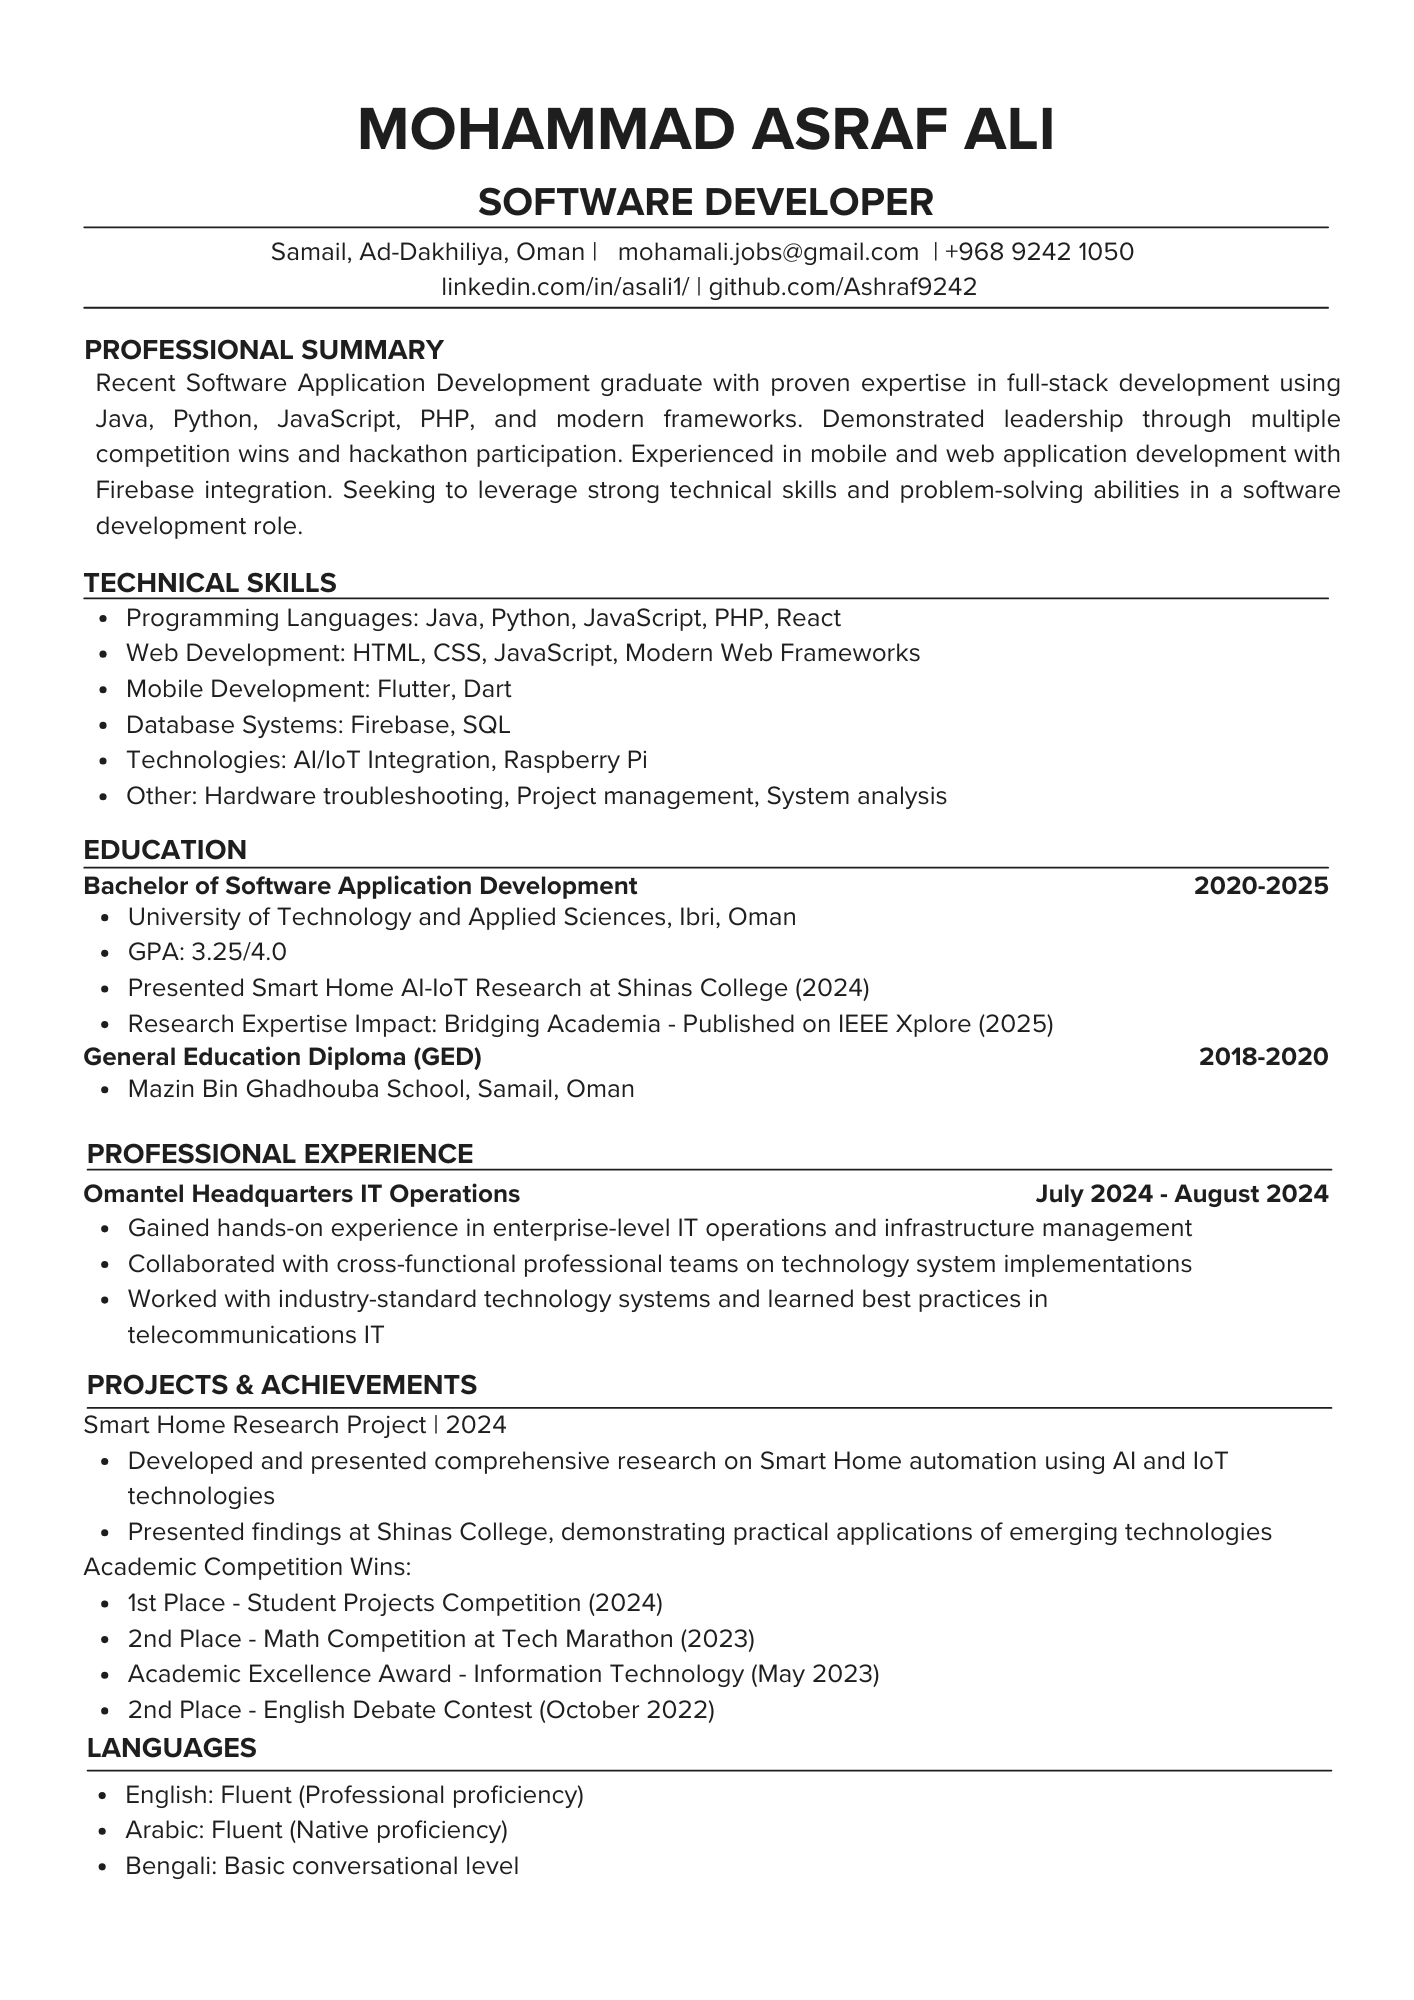 MOHAMMAD ASRAF ALI
SOFTWARE DEVELOPER
Samail, Ad-Dakhiliya, Oman | mohamali.jobs@gmail.com | +968 9242 1050
linkedin.com/in/asali1/ | github.com/Ashraf9242
PROFESSIONAL SUMMARY
Recent Software Application Development graduate with proven expertise in full-stack development using
Java, Python, JavaScript, PHP, and modern frameworks. Demonstrated leadership through multiple
competition wins and hackathon participation. Experienced in mobile and web application development with
Firebase integration. Seeking to leverage strong technical skills and problem-solving abilities in a software
development role.
TECHNICAL SKILLS
• Programming Languages: Java, Python, JavaScript, PHP, React
• Web Development: HTML, CSS, JavaScript, Modern Web Frameworks
• Mobile Development: Flutter, Dart
• Database Systems: Firebase, SQL
• Technologies: AI/IoT Integration, Raspberry Pi
• Other: Hardware troubleshooting, Project management, System analysis
EDUCATION
Bachelor of Software Application Development 2020-2025
• University of Technology and Applied Sciences, Ibri, Oman
• GPA: 3.25/4.0
• Presented Smart Home AI-IoT Research at Shinas College (2024)
• Research Expertise Impact: Bridging Academia - Published on IEEE Xplore (2025)
General Education Diploma (GED) 2018-2020
• Mazin Bin Ghadhouba School, Samail, Oman
PROFESSIONAL EXPERIENCE
Omantel Headquarters IT Operations July 2024 - August 2024
• Gained hands-on experience in enterprise-level IT operations and infrastructure management
• Collaborated with cross-functional professional teams on technology system implementations
• Worked with industry-standard technology systems and learned best practices in
telecommunications IT
PROJECTS & ACHIEVEMENTS
Smart Home Research Project | 2024
• Developed and presented comprehensive research on Smart Home automation using AI and IoT
technologies
• Presented findings at Shinas College, demonstrating practical applications of emerging technologies
Academic Competition Wins:
• 1st Place - Student Projects Competition (2024)
• 2nd Place - Math Competition at Tech Marathon (2023)
• Academic Excellence Award - Information Technology (May 2023)
• 2nd Place - English Debate Contest (October 2022)
LANGUAGES
• English: Fluent (Professional proficiency)
• Arabic: Fluent (Native proficiency)
• Bengali: Basic conversational level